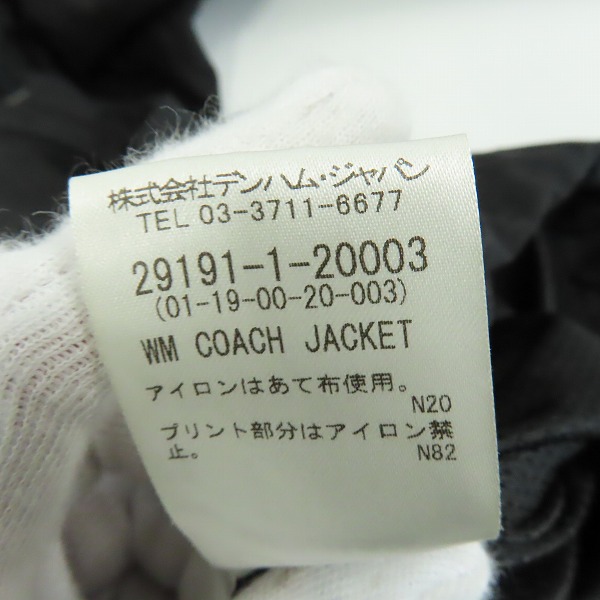 株式会社デンハム・ジャパン
TEL 03-3711-6677
29191-1-20003
(01-19-00-20-003)
WM COACH JACKET
アイロンはあて布使用。
N20
プリント部分はアイロン禁
止。
N82